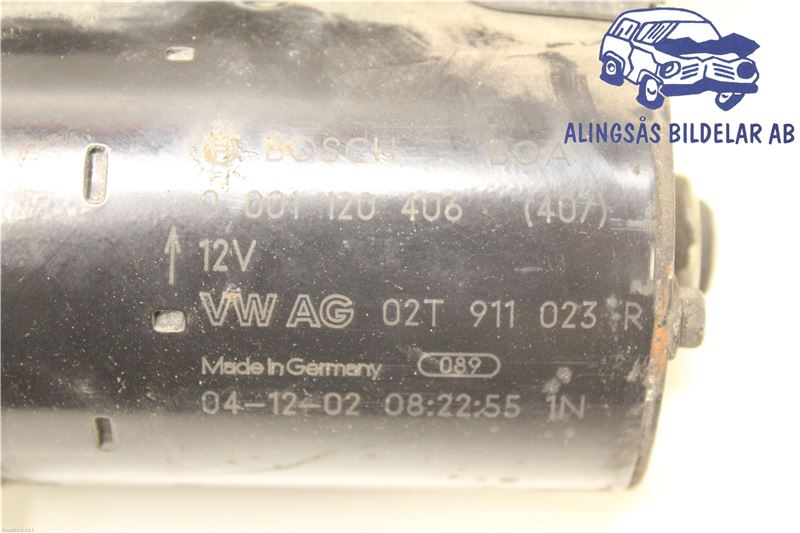 ALINGSÅS BILDELAR AB
BOSCH BOA
0 001 120 406 (407)
12V
VW AG 02T 911 023 R
Made in Germany 089
04-12-02 08:22:55 1N